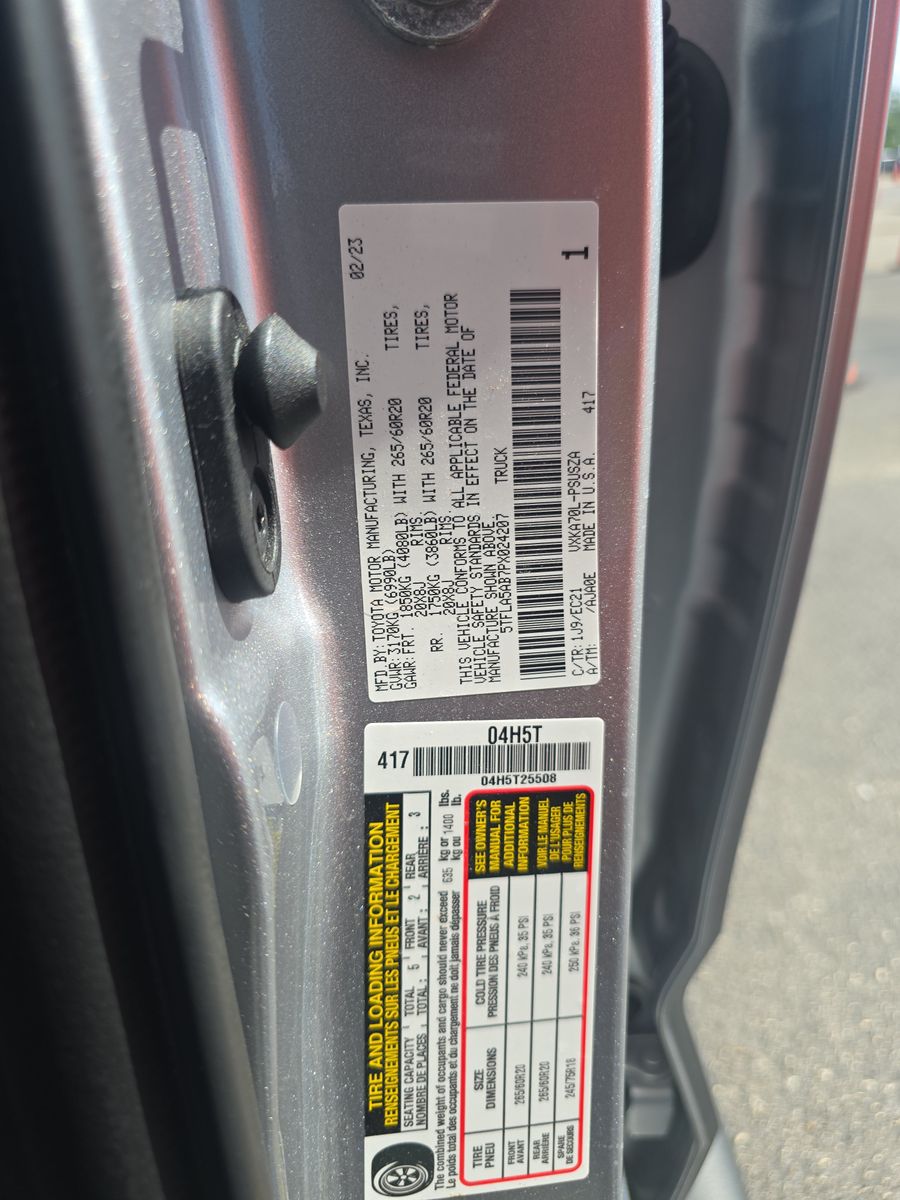 MFD.BY:TOYOTA MOTOR MANUFACTURING, TEXAS, INC. 02/23
GVWR:3170KG (6990LB)
GAWR:FRT. 1850KG (4080LB) WITH 265/60R20 TIRES,
20X8J RIMS
RR. 1750KG (3860LB) WITH 265/60R20 TIRES,
20X8J RIMS.
THIS VEHICLE CONFORMS TO ALL APPLICABLE FEDERAL MOTOR
VEHICLE SAFETY STANDARDS IN EFFECT ON THE DATE OF
MANUFACTURE SHOWN ABOVE.
5TFLA5AB7PX024207 TRUCK
C/TR:1J9/EC21 VXKA70L-PSUSZA 417 1
A/TM: /AJA0E MADE IN U.S.A.
04H5T
417
04H5T25508
TIRE AND LOADING INFORMATION
RENSEIGNEMENTS SUR LES PNEUS ET LE CHARGEMENT
SEATING CAPACITY : TOTAL 5 FRONT 2 REAR 3
NOMBRE DE PLACES : TOTAL : AVANT : ARRIÈRE :
The combined weight of occupants and cargo should never exceed 635 kg or 1400 lbs.
Le poids total des occupants et du chargement ne doit jamais dépasser kg ou lb.
TIRE PNEU
SIZE DIMENSIONS
COLD TIRE PRESSURE PRESSION DES PNEUS À FROID
FRONT AVANT 265/60R20 240 kPa, 35 PSI
REAR ARRIÈRE 265/60R20 240 kPa, 35 PSI
SPARE DE SECOURS 245/75R18 250 kPa, 36 PSI
SEE OWNER'S
MANUAL FOR
ADDITIONAL
INFORMATION
VOIR LE MANUEL
DE L'USAGER
POUR PLUS DE
RENSEIGNEMENTS